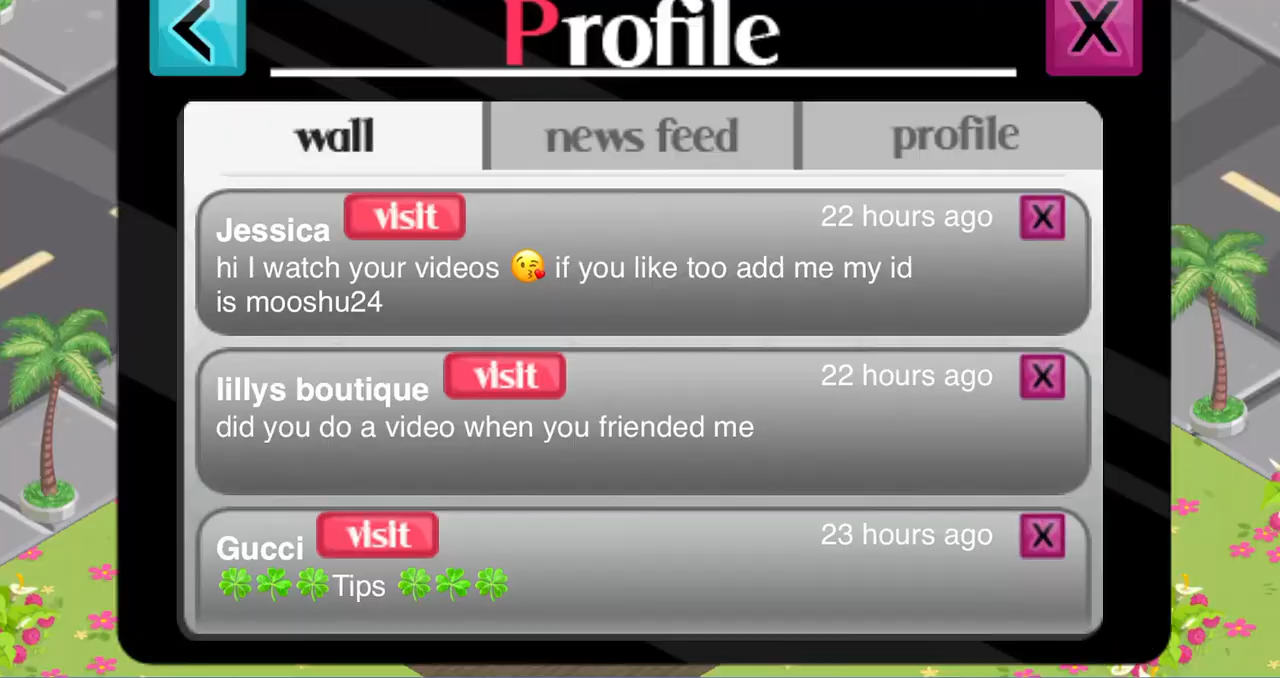 Profile
X
wall
news feed
profile
Jessica visit 22 hours ago X
hi I watch your videos 😘 if you like too add me my id
is mooshu24
lillys boutique visit 22 hours ago X
did you do a video when you friended me
Gucci visit 23 hours ago X
🍀🍀🍀Tips 🍀🍀🍀